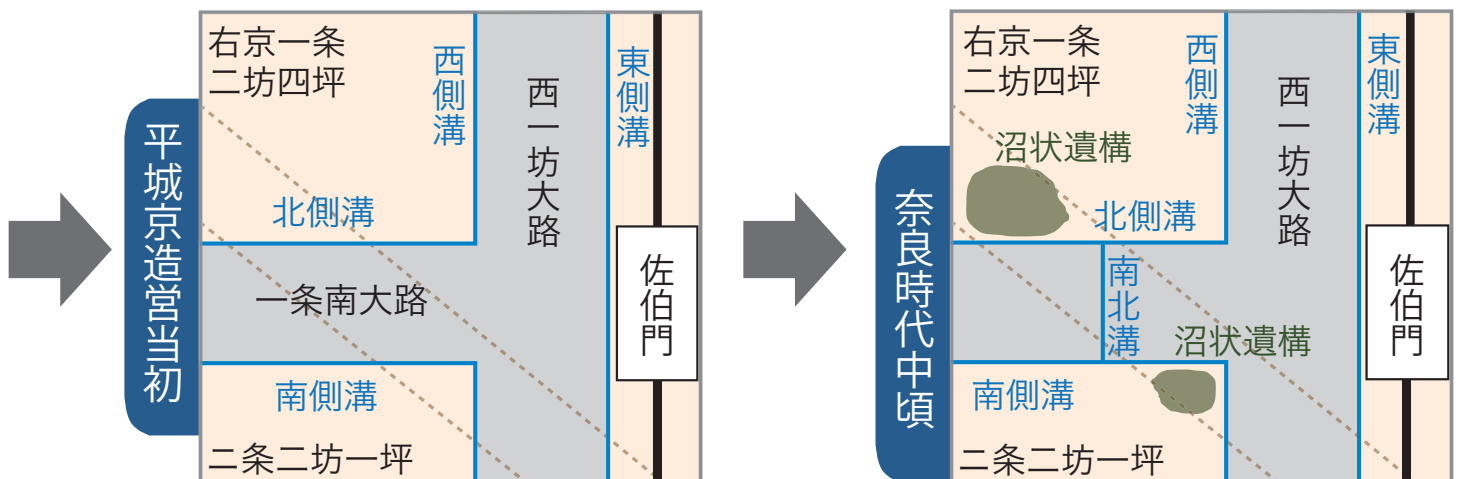 平城京造営当初
右京一条
二坊四坪
西側溝
西一坊大路
東側溝
北側溝
一条南大路
佐伯門
南側溝
二条二坊一坪
奈良時代中頃
右京一条
二坊四坪
西側溝
西一坊大路
東側溝
沼状遺構
北側溝
南北溝
沼状遺構
佐伯門
南側溝
二条二坊一坪